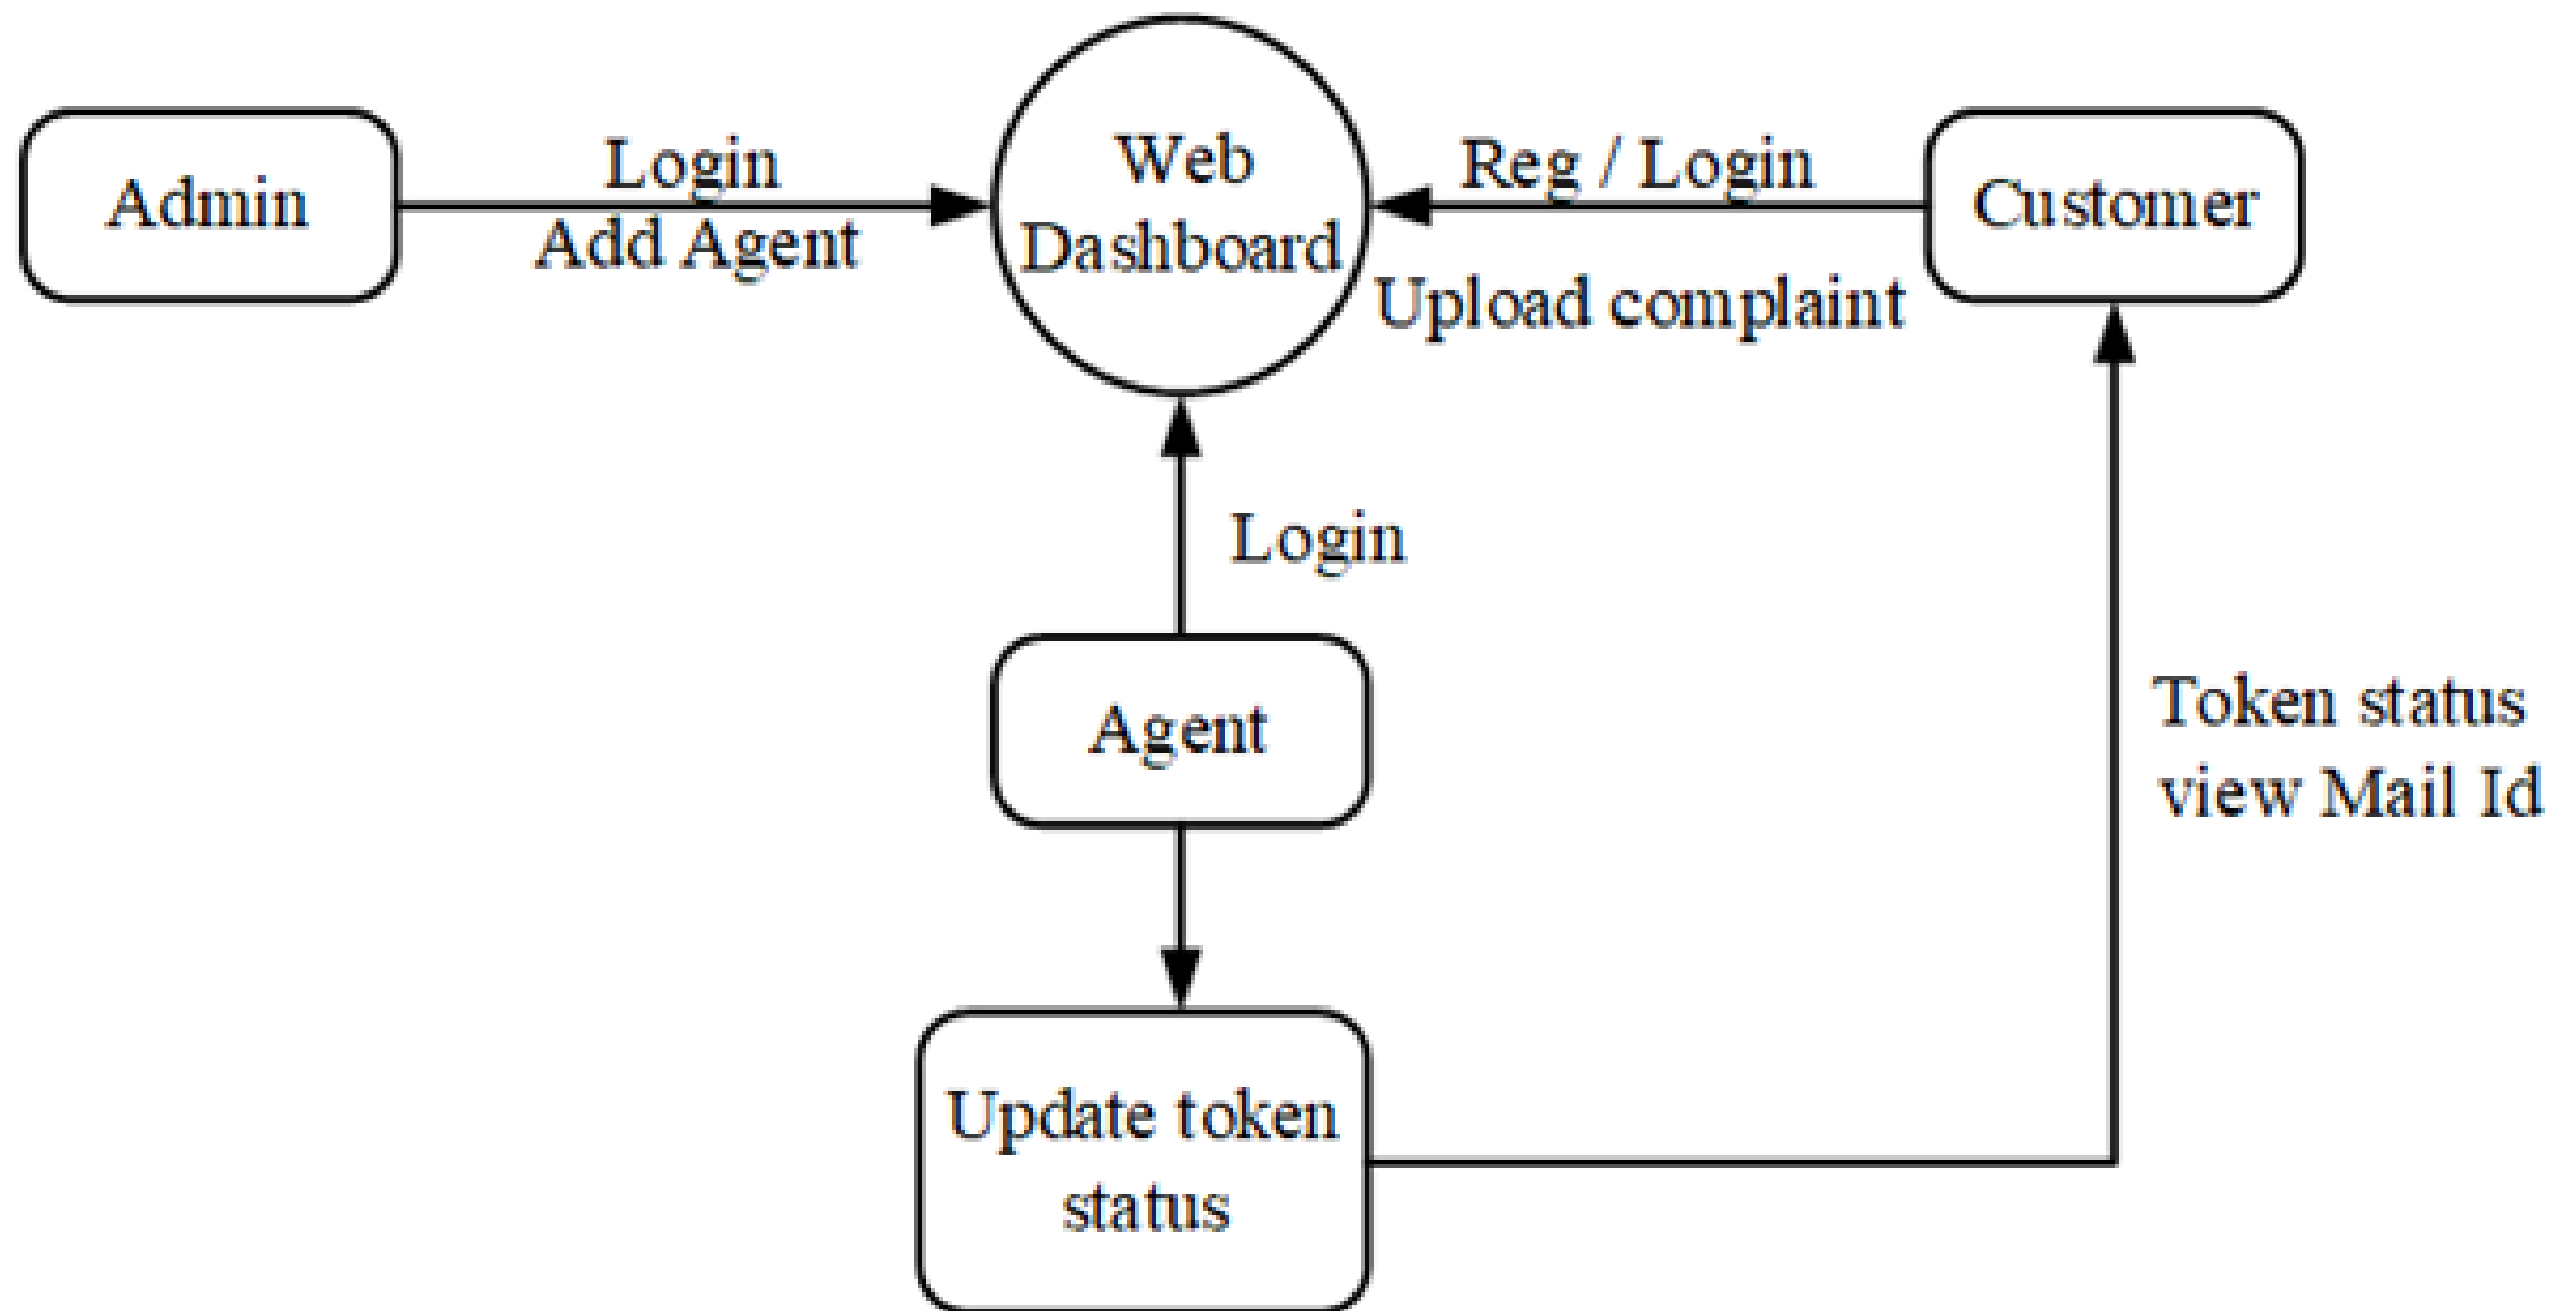 Admin
Login
Add Agent
Web
Dashboard
Reg / Login
Upload complaint
Customer
Login
Agent
Token status
view Mail Id
Update token
status